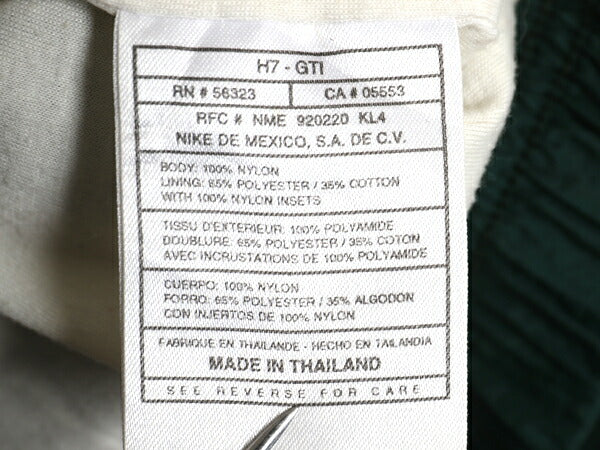 H7 - GTI
RN # 56323 CA # 05553
RFC # NME 920220 KL4
NIKE DE MEXICO, S.A. DE C.V.
BODY: 100% NYLON
LINING: 65% POLYESTER / 35% COTTON
WITH 100% NYLON INSETS
TISSU D'EXTERIEUR: 100% POLYAMIDE
DOUBLURE: 65% POLYESTER / 35% COTON
AVEC INCRUSTATIONS DE 100% POLYAMIDE
CUERPO: 100% NYLON
FORRO: 65% POLYESTER / 35% ALGODON
CON INJERTOS DE 100% NYLON
FABRIQUE EN THAILANDE - HECHO EN TAILANDIA
MADE IN THAILAND
SEE REVERSE FOR CARE